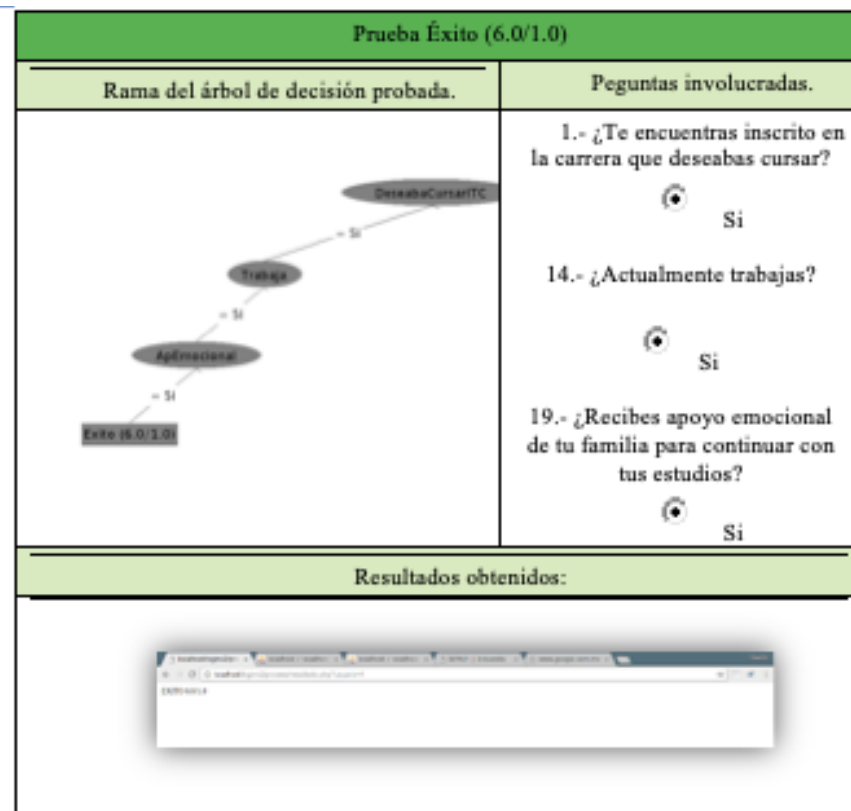 Prueba Éxito (6.0/1.0)
Rama del árbol de decisión probada.
Peguntas involucradas.
DeseabaCursarITC
= Si
Trabaja
= Si
ApEmocional
= Si
Exito (6.0/1.0)
1.- ¿Te encuentras inscrito en
la carrera que deseabas cursar?
Si
14.- ¿Actualmente trabajas?
Si
19.- ¿Recibes apoyo emocional
de tu familia para continuar con
tus estudios?
Si
Resultados obtenidos: